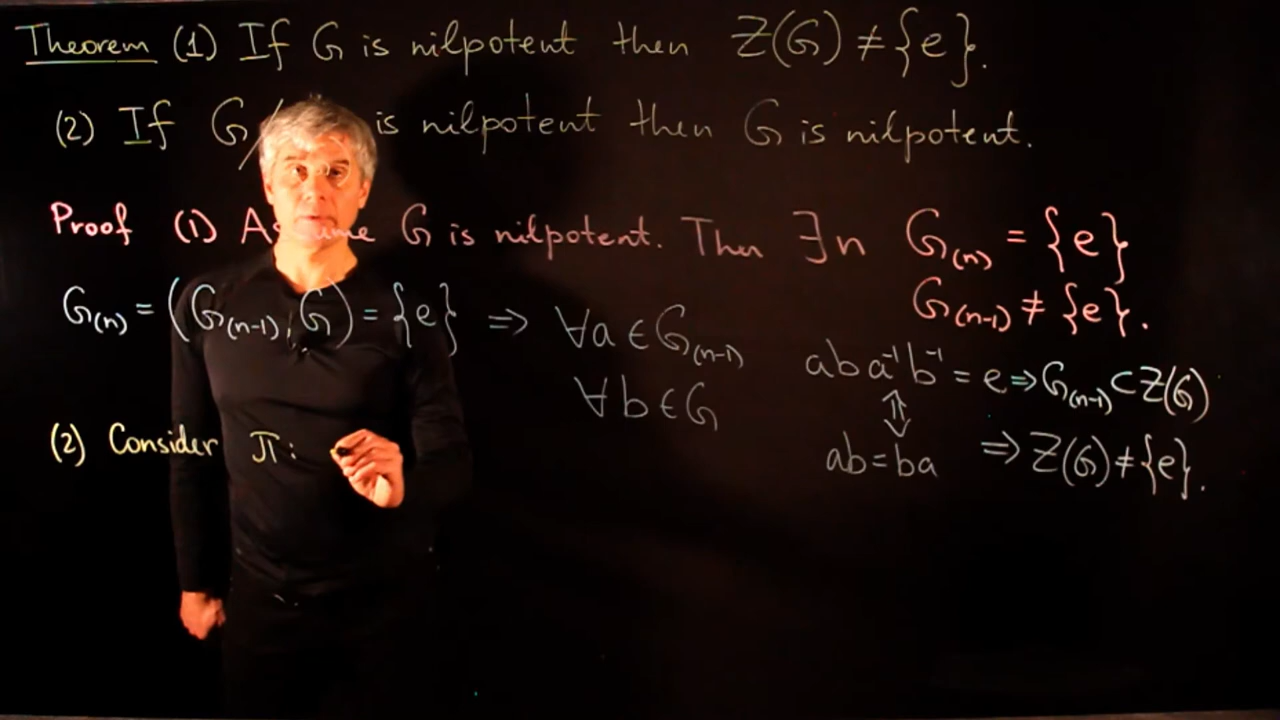 Theorem (1) If G is nilpotent then Z(G) ≠ {e}.
(2) If G/ is nilpotent then G is nilpotent.
Proof (1) Assume G is nilpotent. Then ∃n G₍ₙ₎ = {e}
G₍ₙ₋₁₎ ≠ {e}.
G₍ₙ₎ = (G₍ₙ₋₁₎, G) = {e} ⇒ ∀a ∈ G₍ₙ₋₁₎
∀b ∈ G
aba⁻¹b⁻¹ = e ⇒ G₍ₙ₋₁₎ ⊂ Z(G)
⇕
ab = ba ⇒ Z(G) ≠ {e}.
(2) Consider π: